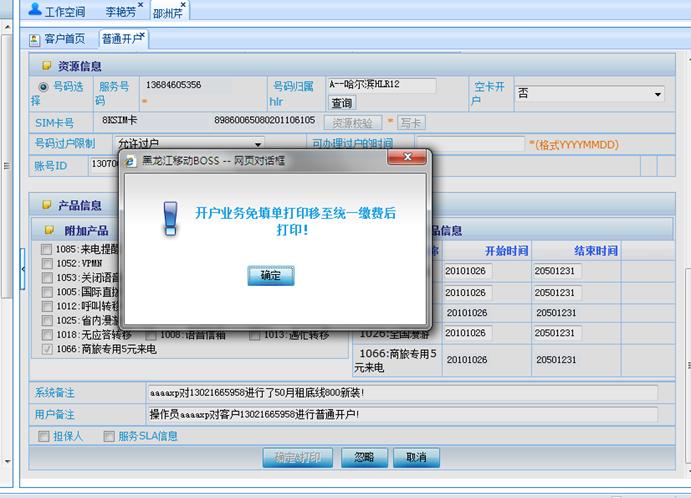 工作空间 李艳芳 邵洲芹
客户首页 普通开户
资源信息
号码选择 服务号码 13684605356 * 号码归属hlr A--哈尔滨HLR12 查询 空卡开户 否
SIM卡号 8KSIM卡 89860065080201106105 资源校验 * 写卡
号码过户限制 允许过户 可办理过户的时间 *(格式YYYYMMDD)
账号ID 13070
黑龙江移动BOSS -- 网页对话框
开户业务免填单打印移至统一缴费后
打印!
确定
产品信息 品信息
附加产品 开始时间 结束时间
1085:来电提醒
1052:VPMN 20101026 20501231
1053:关闭语音
1005:国际直拨 20101026 20501231
1012:呼叫转移 20101026 20501231
1025:省内漫游
1018:无应答转移 1008:语音信箱 1013:遇忙转移 1026:全国漫游 20101026 20501231
1066:商旅专用5元来电 1066:商旅专用5元来电 20101026 20501231
系统备注 aaaaxp对13021665958进行了50月租底线800新装!
用户备注 操作员aaaaxp对客户13021665958进行普通开户!
担保人 服务SLA信息
确定&打印 忽略 取消